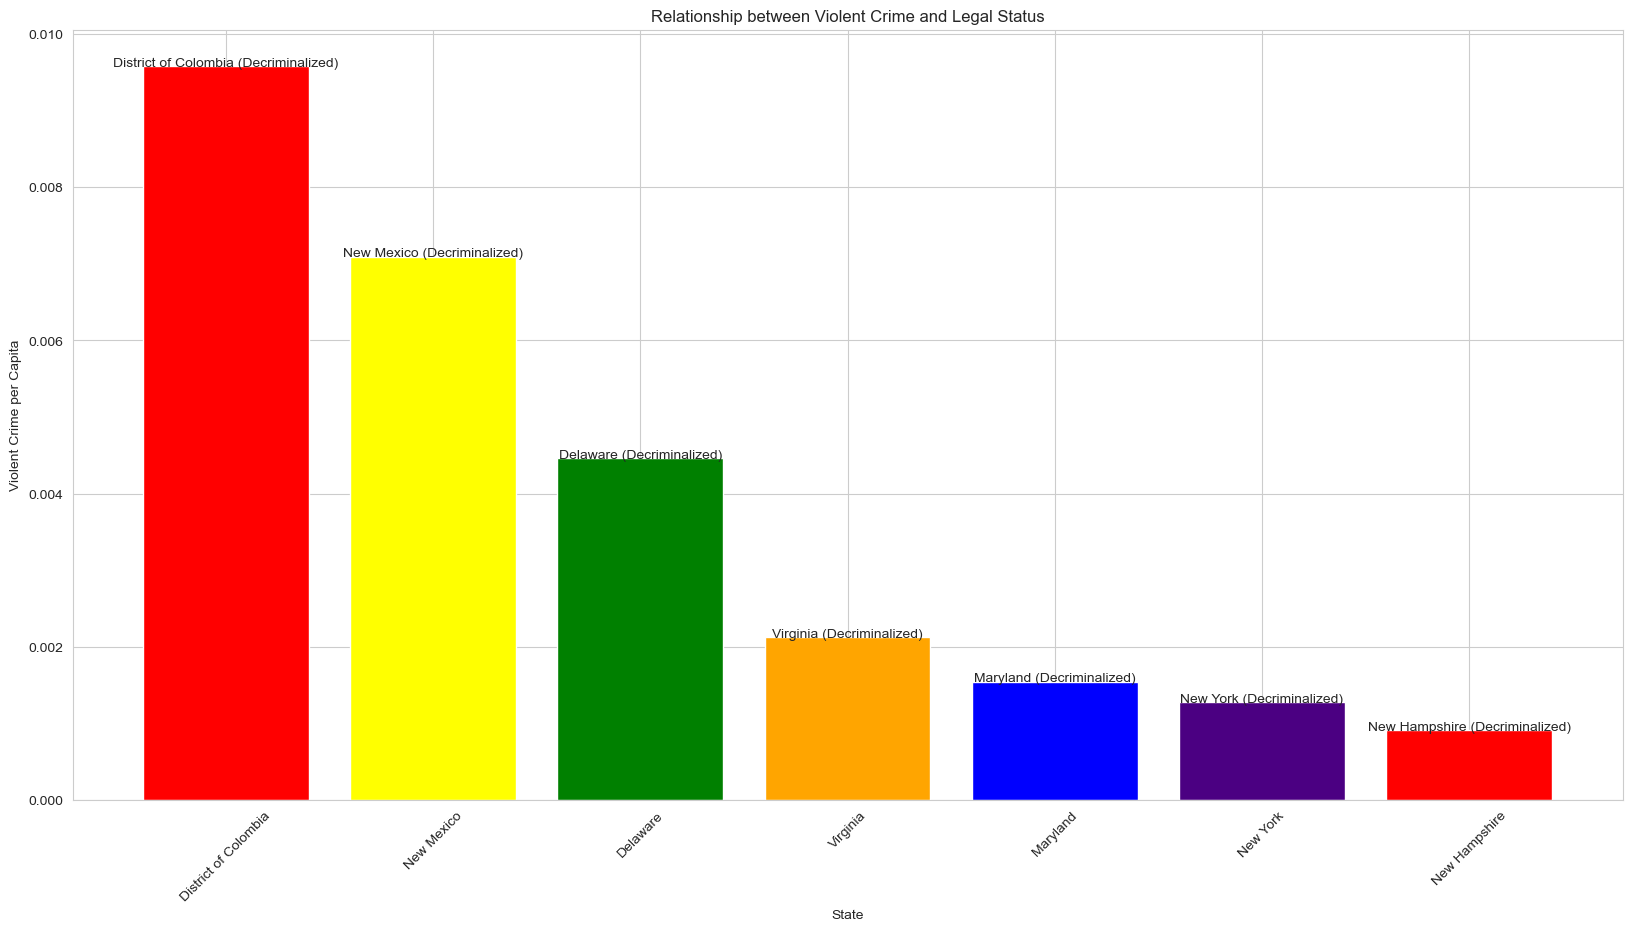 Relationship between Violent Crime and Legal Status
0.010
0.008
0.006
0.004
0.002
0.000
Violent Crime per Capita
District of Colombia (Decriminalized)
New Mexico (Decriminalized)
Delaware (Decriminalized)
Virginia (Decriminalized)
Maryland (Decriminalized)
New York (Decriminalized)
New Hampshire (Decriminalized)
District of Colombia
New Mexico
Delaware
Virginia
Maryland
New York
New Hampshire
State